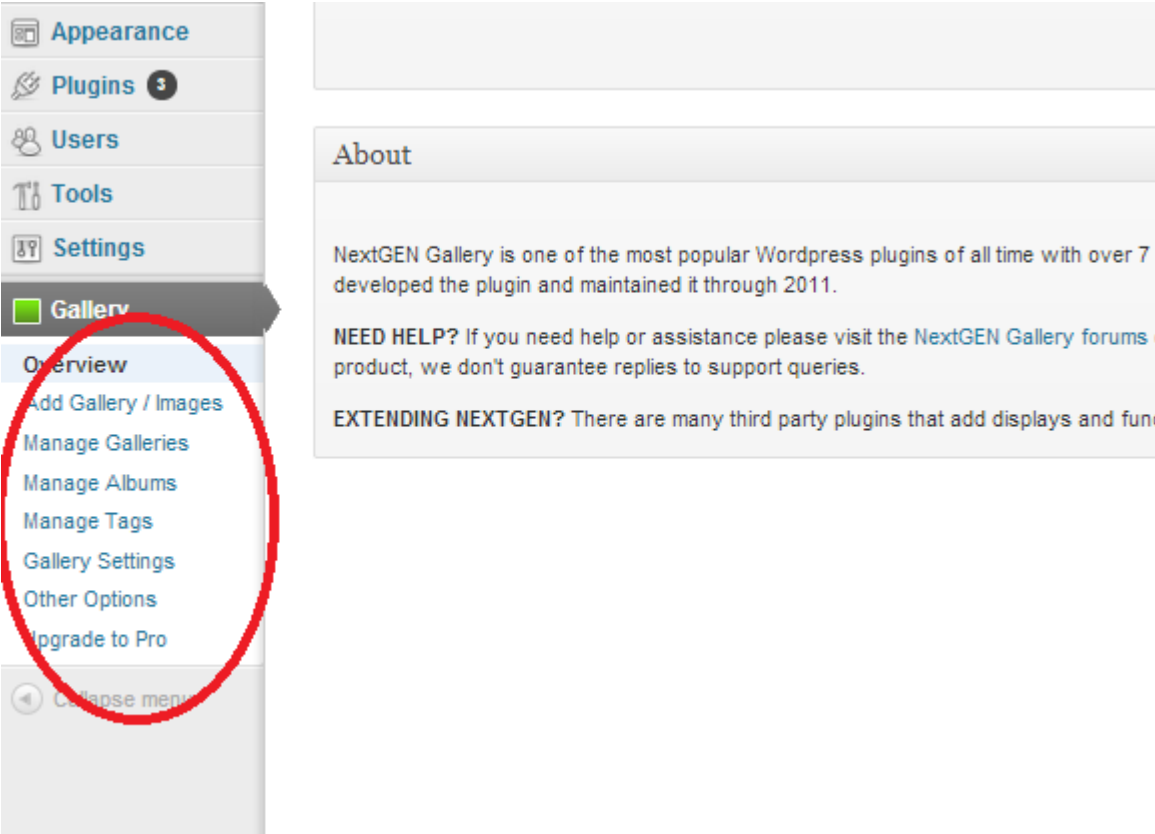 Appearance
Plugins 3
Users
Tools
Settings
Gallery
Overview
Add Gallery / Images
Manage Galleries
Manage Albums
Manage Tags
Gallery Settings
Other Options
Upgrade to Pro
Collapse menu
About
NextGEN Gallery is one of the most popular Wordpress plugins of all time with over 7
developed the plugin and maintained it through 2011.
NEED HELP? If you need help or assistance please visit the NextGEN Gallery forums
product, we don't guarantee replies to support queries.
EXTENDING NEXTGEN? There are many third party plugins that add displays and